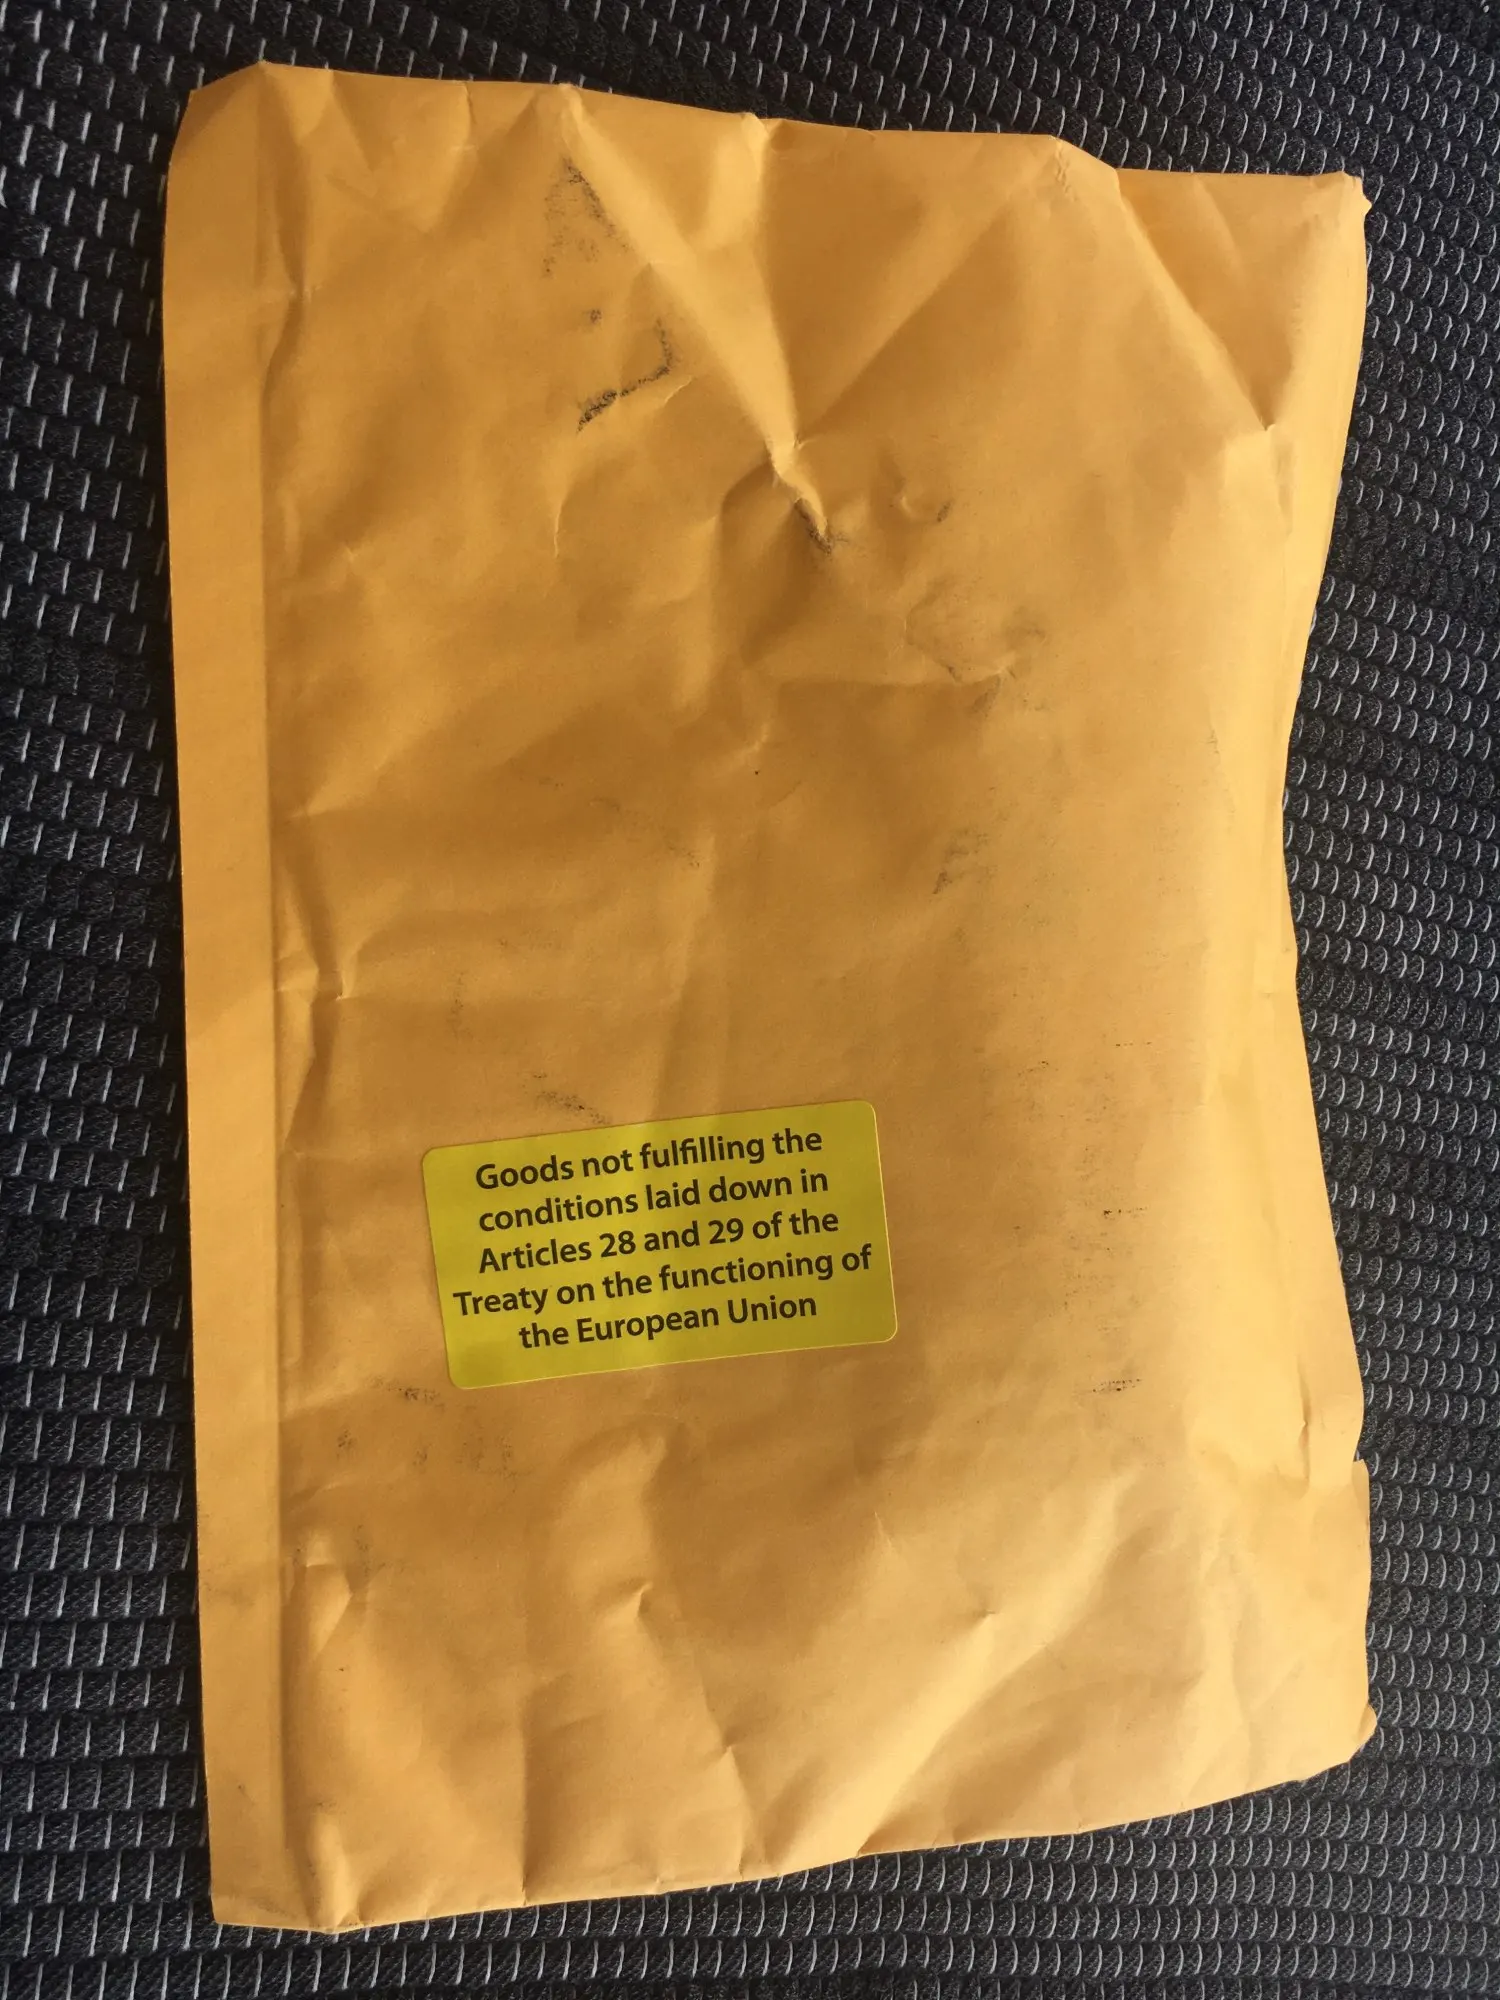 Goods not fulfilling the
conditions laid down in
Articles 28 and 29 of the
Treaty on the functioning of
the European Union